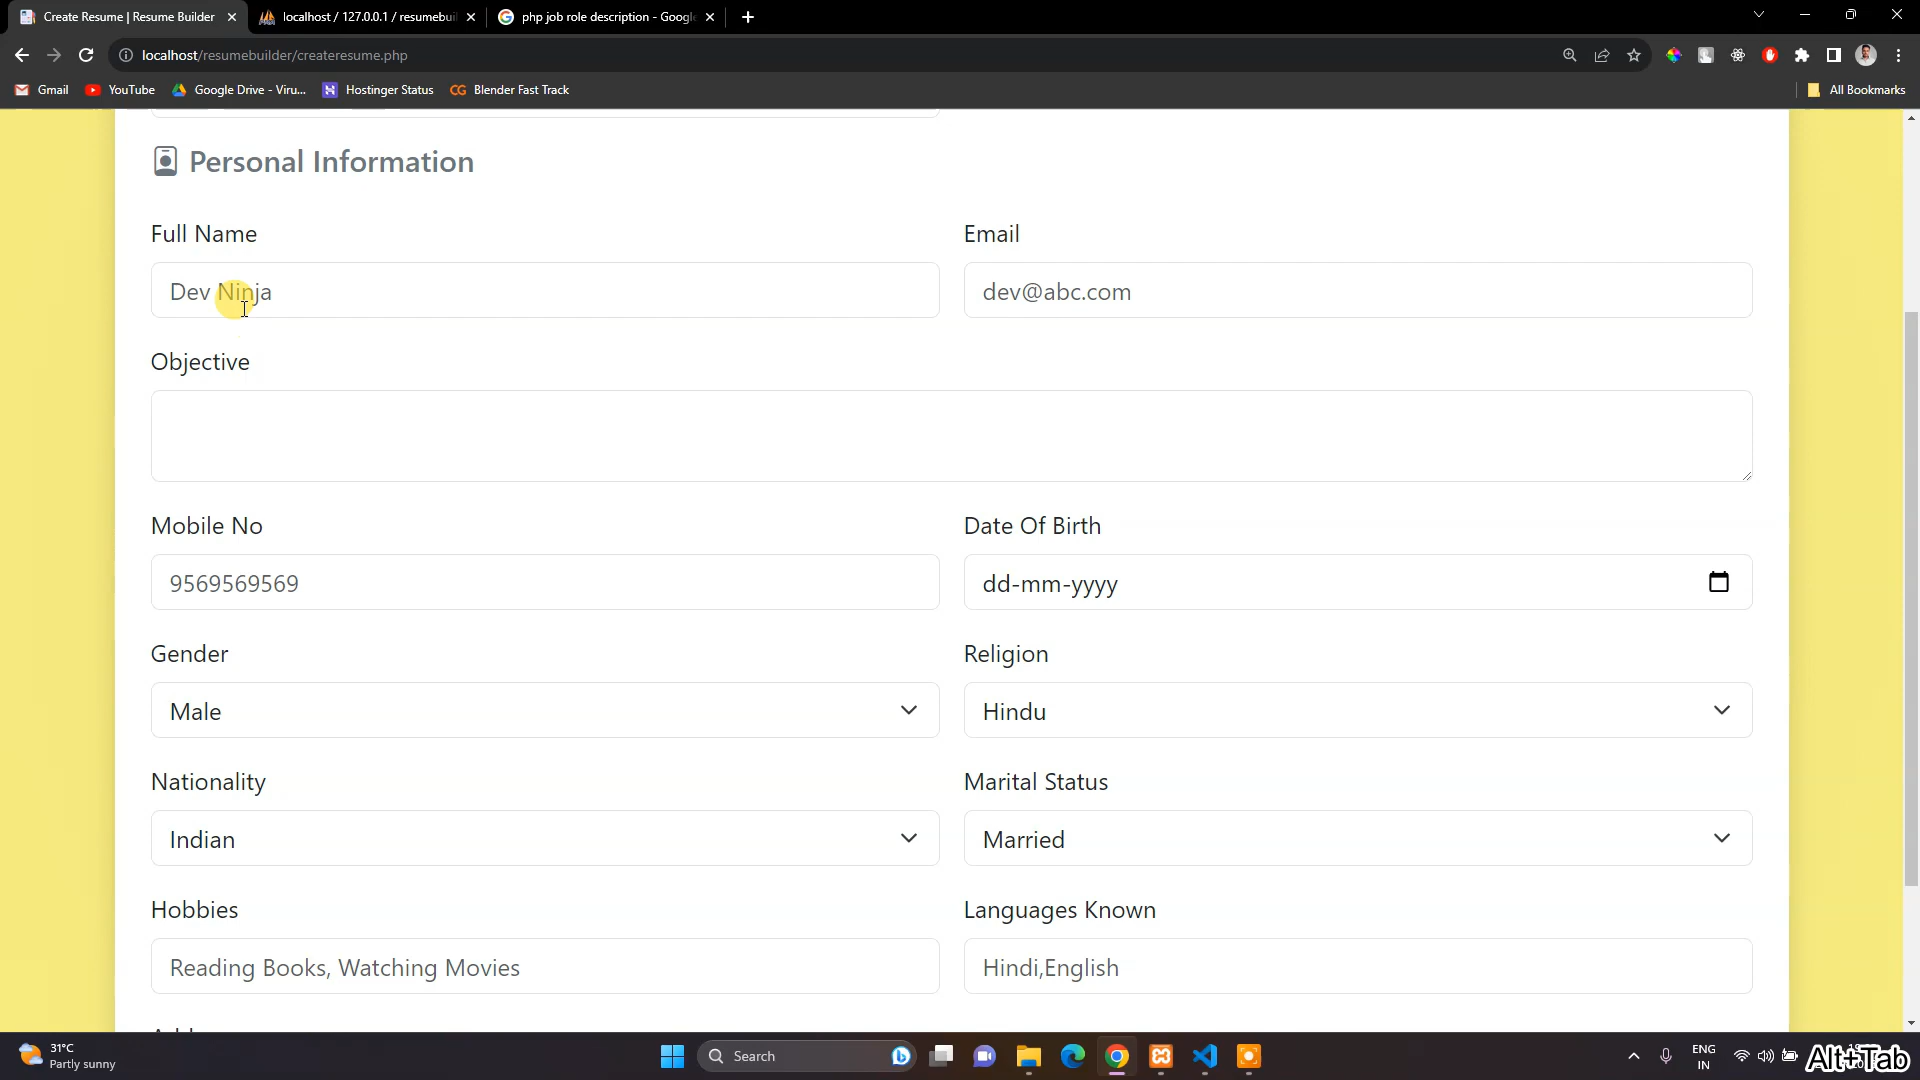 Create Resume | Resume Builder
localhost / 127.0.0.1 / resumebuil
php job role description - Google
localhost/resumebuilder/createresume.php
Gmail
YouTube
Google Drive - Viru...
Hostinger Status
Blender Fast Track
All Bookmarks
Personal Information
Full Name
Email
Dev Ninja
dev@abc.com
Objective
Mobile No
Date Of Birth
9569569569
dd-mm-yyyy
Gender
Religion
Male
Hindu
Nationality
Marital Status
Indian
Married
Hobbies
Languages Known
Reading Books, Watching Movies
Hindi,English
31°C
Partly sunny
Search
ENG
IN
Alt+Tab